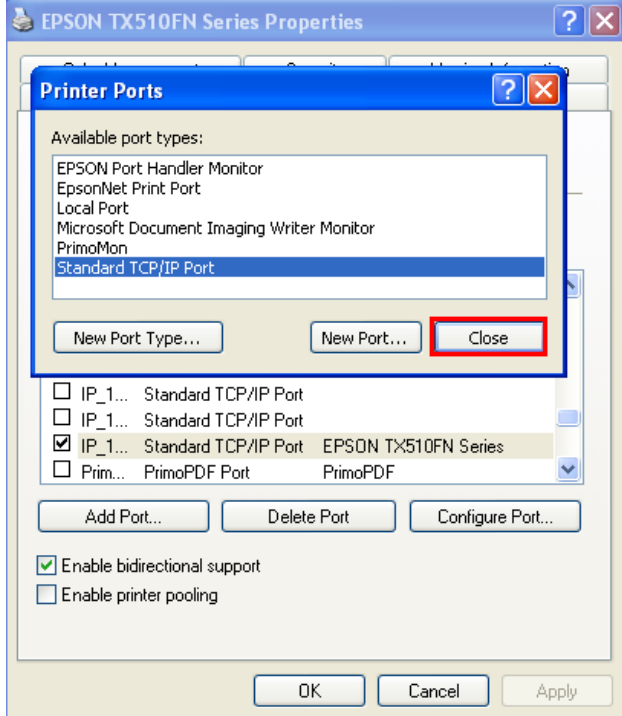 EPSON TX510FN Series Properties
Printer Ports
Available port types:
EPSON Port Handler Monitor
EpsonNet Print Port
Local Port
Microsoft Document Imaging Writer Monitor
PrimoMon
Standard TCP/IP Port
New Port Type... New Port... Close
IP_1... Standard TCP/IP Port
IP_1... Standard TCP/IP Port
IP_1... Standard TCP/IP Port EPSON TX510FN Series
Prim... PrimoPDF Port PrimoPDF
Add Port... Delete Port Configure Port...
Enable bidirectional support
Enable printer pooling
OK Cancel Apply